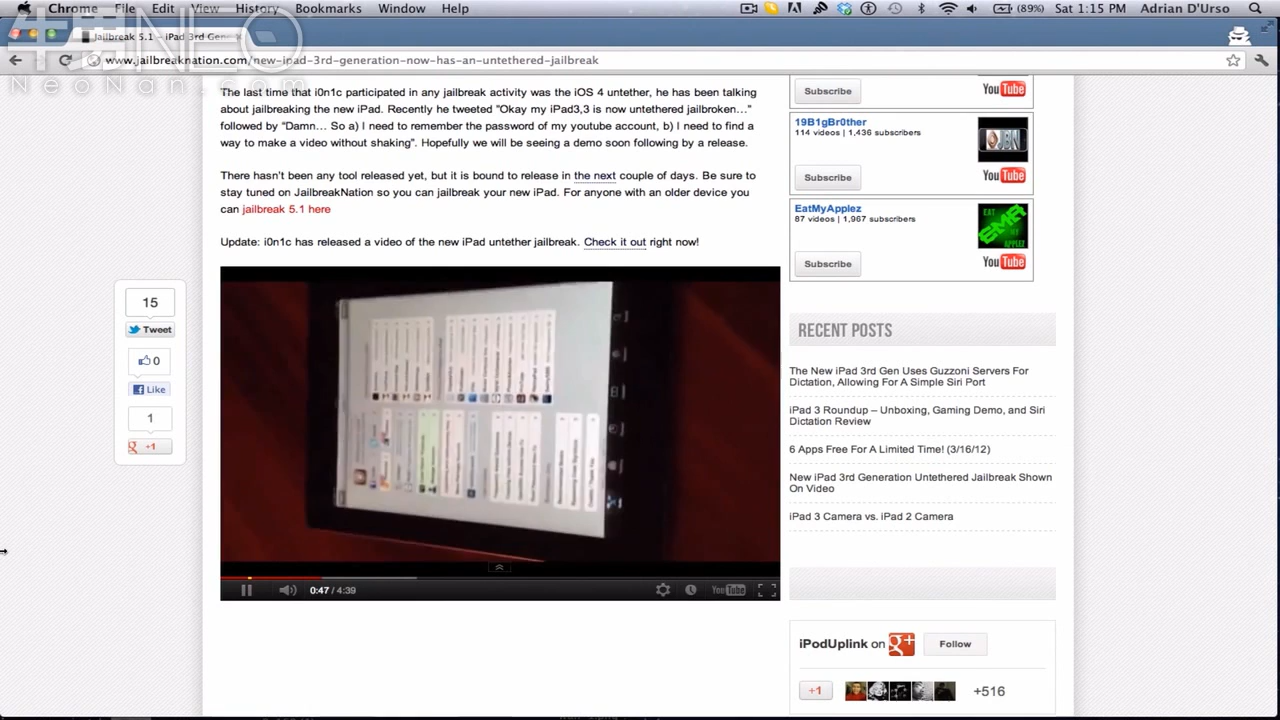 Chrome File Edit View History Bookmarks Window Help (89%) Sat 1:15 PM Adrian D'Urso
牛男NEO
NeoNan.com
Jailbreak 5.1 – iPad 3rd Gen
www.jailbreaknation.com/new-ipad-3rd-generation-now-has-an-untethered-jailbreak
The last time that i0n1c participated in any jailbreak activity was the iOS 4 untether, he has been talking
about jailbreaking the new iPad. Recently he tweeted "Okay my iPad3,3 is now untethered jailbroken…"
followed by "Damn… So a) I need to remember the password of my youtube account, b) I need to find a
way to make a video without shaking". Hopefully we will be seeing a demo soon following by a release.
There hasn't been any tool released yet, but it is bound to release in the next couple of days. Be sure to
stay tuned on JailbreakNation so you can jailbreak your new iPad. For anyone with an older device you
can jailbreak 5.1 here
Update: i0n1c has released a video of the new iPad untether jailbreak. Check it out right now!
15
Tweet
0
Like
1
+1
0:47 / 4:39
YouTube
Subscribe
YouTube
19B1gBr0ther
114 videos | 1,436 subscribers
Subscribe
YouTube
EatMyApplez
87 videos | 1,967 subscribers
EAT
EMR
MY
APPLEZ
Subscribe
YouTube
RECENT POSTS
The New iPad 3rd Gen Uses Guzzoni Servers For
Dictation, Allowing For A Simple Siri Port
iPad 3 Roundup – Unboxing, Gaming Demo, and Siri
Dictation Review
6 Apps Free For A Limited Time! (3/16/12)
New iPad 3rd Generation Untethered Jailbreak Shown
On Video
iPad 3 Camera vs. iPad 2 Camera
iPodUplink on g+ Follow
+1
+516